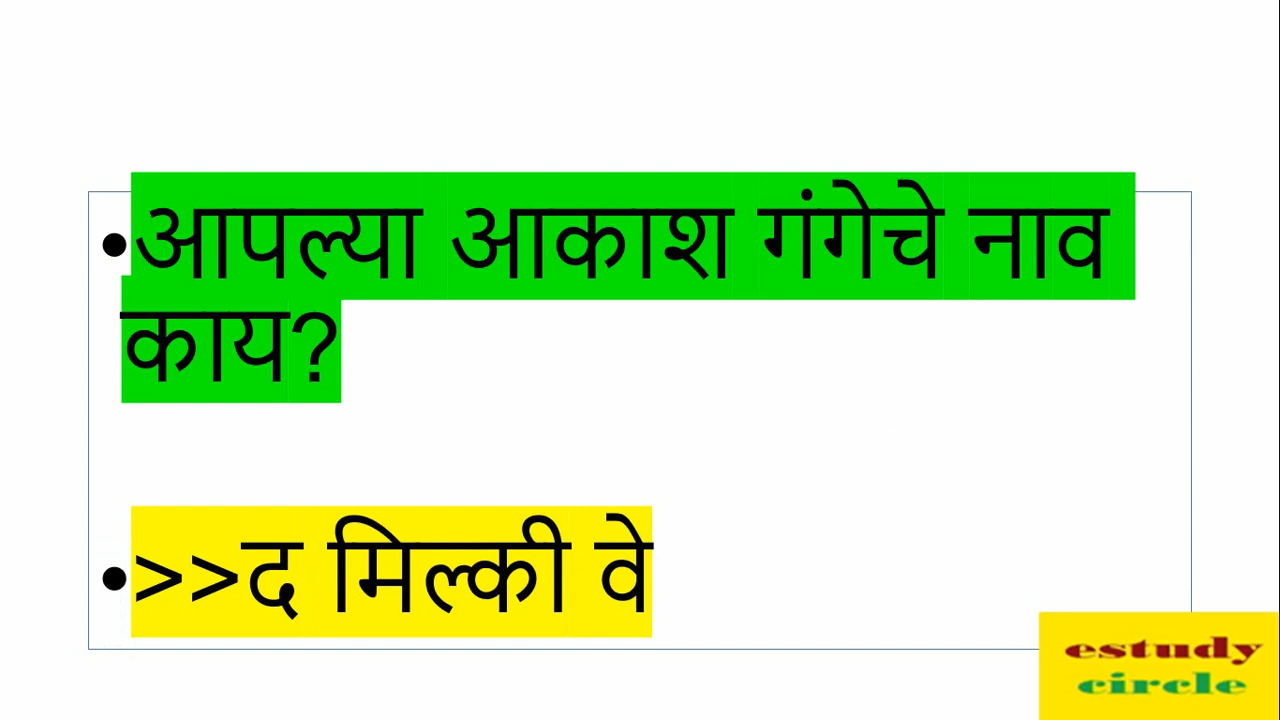 •आपल्या आकाश गंगेचे नाव
काय?
•>>द मिल्की वे
estudy
circle